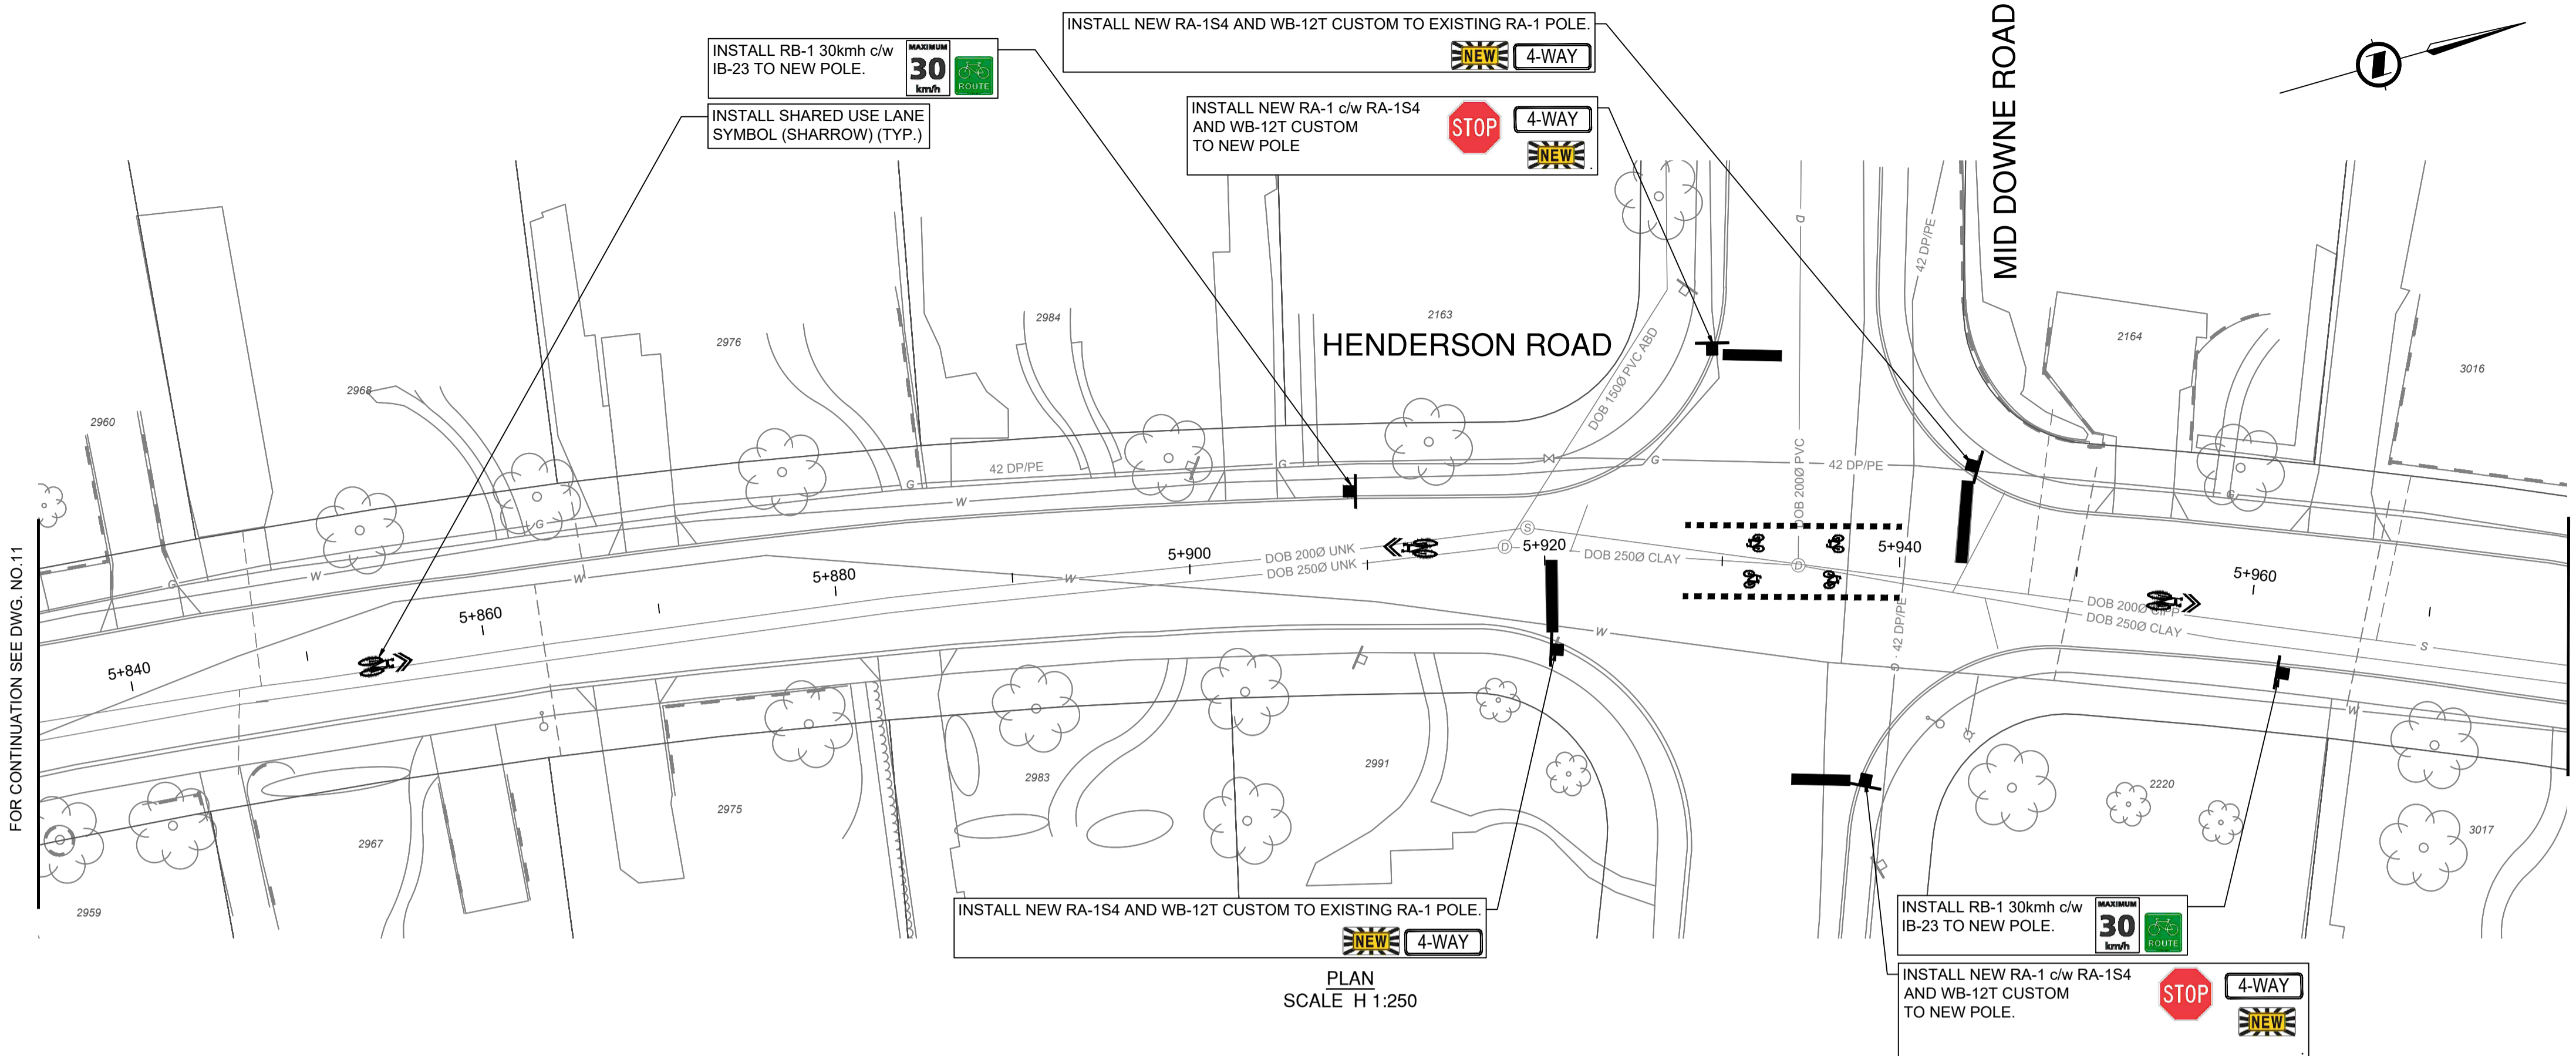 INSTALL RB-1 30kmh c/w
IB-23 TO NEW POLE.
MAXIMUM
30
km/h
ROUTE
INSTALL SHARED USE LANE
SYMBOL (SHARROW) (TYP.)
INSTALL NEW RA-1S4 AND WB-12T CUSTOM TO EXISTING RA-1 POLE.
NEW
4-WAY
INSTALL NEW RA-1 c/w RA-1S4
AND WB-12T CUSTOM
TO NEW POLE
STOP
4-WAY
NEW
MID DOWNE ROAD
HENDERSON ROAD
FOR CONTINUATION SEE DWG. NO.11
2960
2968
2976
2984
2163
2164
3016
42 DP/PE
42 DP/PE
42 DP/PE
G
G
G
G
G
G
W
W
W
W
W
W
D
DOB 150Ø PVC ABD
DOB 200Ø PVC
S
D
D
DOB 200Ø UNK
DOB 250Ø UNK
DOB 250Ø CLAY
DOB 200Ø CIPP
DOB 250Ø CLAY
S
G
42 DP/PE
5+840
5+860
5+880
5+900
5+920
5+940
5+960
2959
2967
2975
2983
2991
2220
3017
INSTALL NEW RA-1S4 AND WB-12T CUSTOM TO EXISTING RA-1 POLE.
NEW
4-WAY
INSTALL RB-1 30kmh c/w
IB-23 TO NEW POLE.
MAXIMUM
30
km/h
ROUTE
INSTALL NEW RA-1 c/w RA-1S4
AND WB-12T CUSTOM
TO NEW POLE.
STOP
4-WAY
NEW
PLAN
SCALE H 1:250